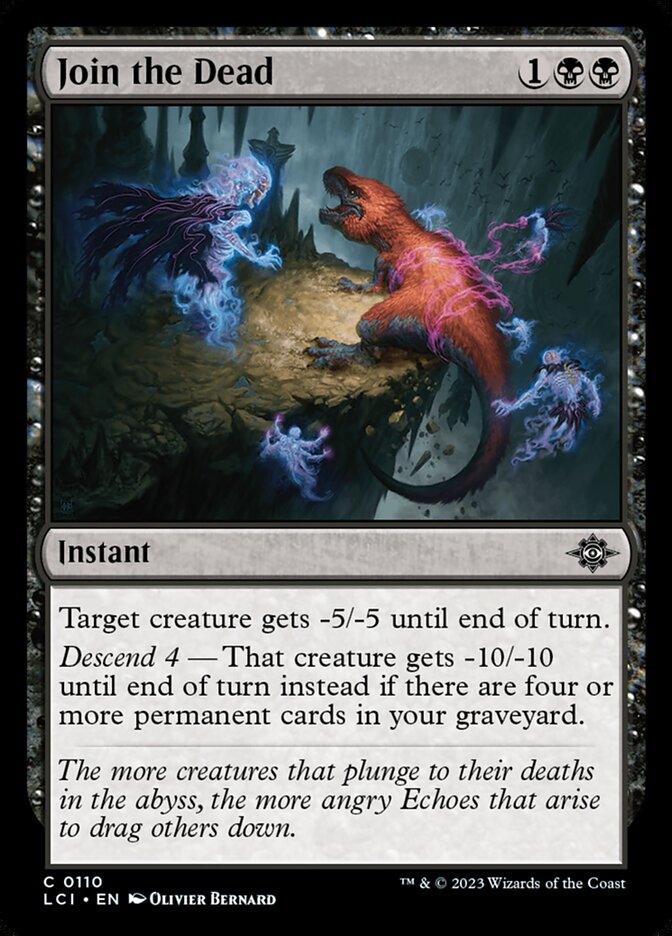 Join the Dead 1
Instant
Target creature gets -5/-5 until end of turn.
Descend 4 — That creature gets -10/-10
until end of turn instead if there are four or
more permanent cards in your graveyard.
The more creatures that plunge to their deaths
in the abyss, the more angry Echoes that arise
to drag others down.
C 0110
LCI • EN Olivier Bernard
™ & © 2023 Wizards of the Coast